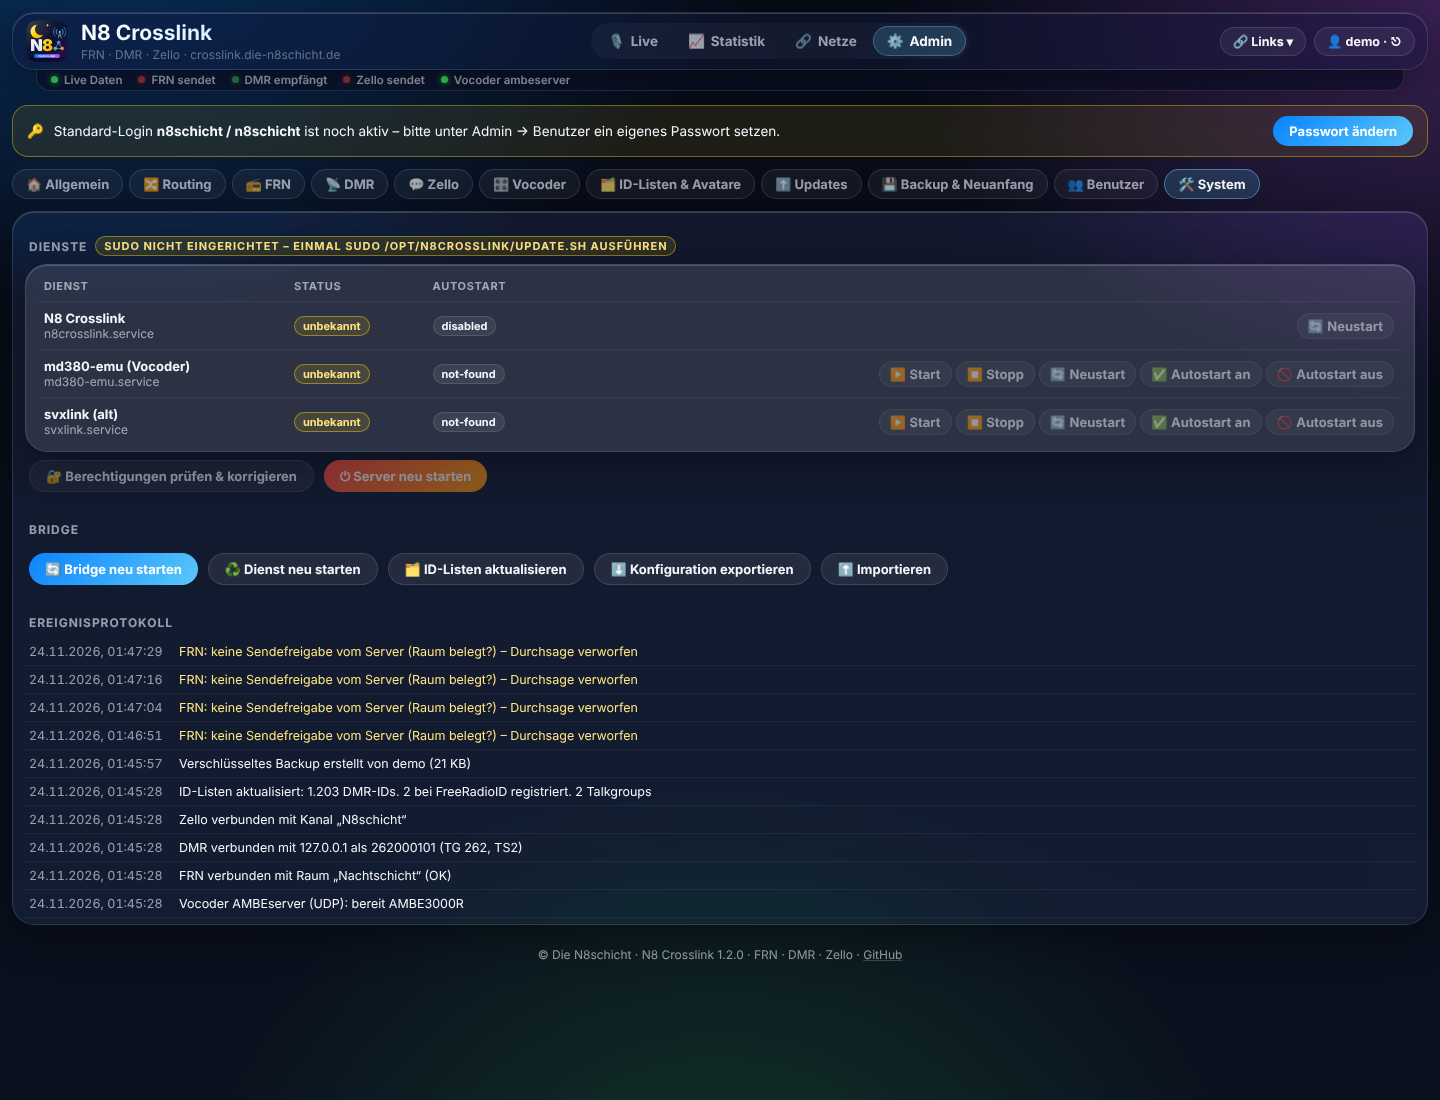 N8 Crosslink
FRN · DMR · Zello · crosslink.die-n8schicht.de
Live
Statistik
Netze
Admin
Links ▾
demo ·
Live Daten
FRN sendet
DMR empfängt
Zello sendet
Vocoder ambeserver
Standard-Login n8schicht / n8schicht ist noch aktiv – bitte unter Admin → Benutzer ein eigenes Passwort setzen.
Passwort ändern
Allgemein
Routing
FRN
DMR
Zello
Vocoder
ID-Listen & Avatare
Updates
Backup & Neuanfang
Benutzer
System
DIENSTE
SUDO NICHT EINGERICHTET – EINMAL SUDO /OPT/N8CROSSLINK/UPDATE.SH AUSFÜHREN
DIENST STATUS AUTOSTART
N8 Crosslink
n8crosslink.service
unbekannt
disabled
Neustart
md380-emu (Vocoder)
md380-emu.service
unbekannt
not-found
Start
Stopp
Neustart
Autostart an
Autostart aus
svxlink (alt)
svxlink.service
unbekannt
not-found
Start
Stopp
Neustart
Autostart an
Autostart aus
Berechtigungen prüfen & korrigieren
Server neu starten
BRIDGE
Bridge neu starten
Dienst neu starten
ID-Listen aktualisieren
Konfiguration exportieren
Importieren
EREIGNISPROTOKOLL
24.11.2026, 01:47:29 FRN: keine Sendefreigabe vom Server (Raum belegt?) – Durchsage verworfen
24.11.2026, 01:47:16 FRN: keine Sendefreigabe vom Server (Raum belegt?) – Durchsage verworfen
24.11.2026, 01:47:04 FRN: keine Sendefreigabe vom Server (Raum belegt?) – Durchsage verworfen
24.11.2026, 01:46:51 FRN: keine Sendefreigabe vom Server (Raum belegt?) – Durchsage verworfen
24.11.2026, 01:45:57 Verschlüsseltes Backup erstellt von demo (21 KB)
24.11.2026, 01:45:28 ID-Listen aktualisiert: 1.203 DMR-IDs. 2 bei FreeRadioID registriert. 2 Talkgroups
24.11.2026, 01:45:28 Zello verbunden mit Kanal „N8schicht“
24.11.2026, 01:45:28 DMR verbunden mit 127.0.0.1 als 262000101 (TG 262, TS2)
24.11.2026, 01:45:28 FRN verbunden mit Raum „Nachtschicht“ (OK)
24.11.2026, 01:45:28 Vocoder AMBEserver (UDP): bereit AMBE3000R
© Die N8schicht · N8 Crosslink 1.2.0 · FRN · DMR · Zello · GitHub